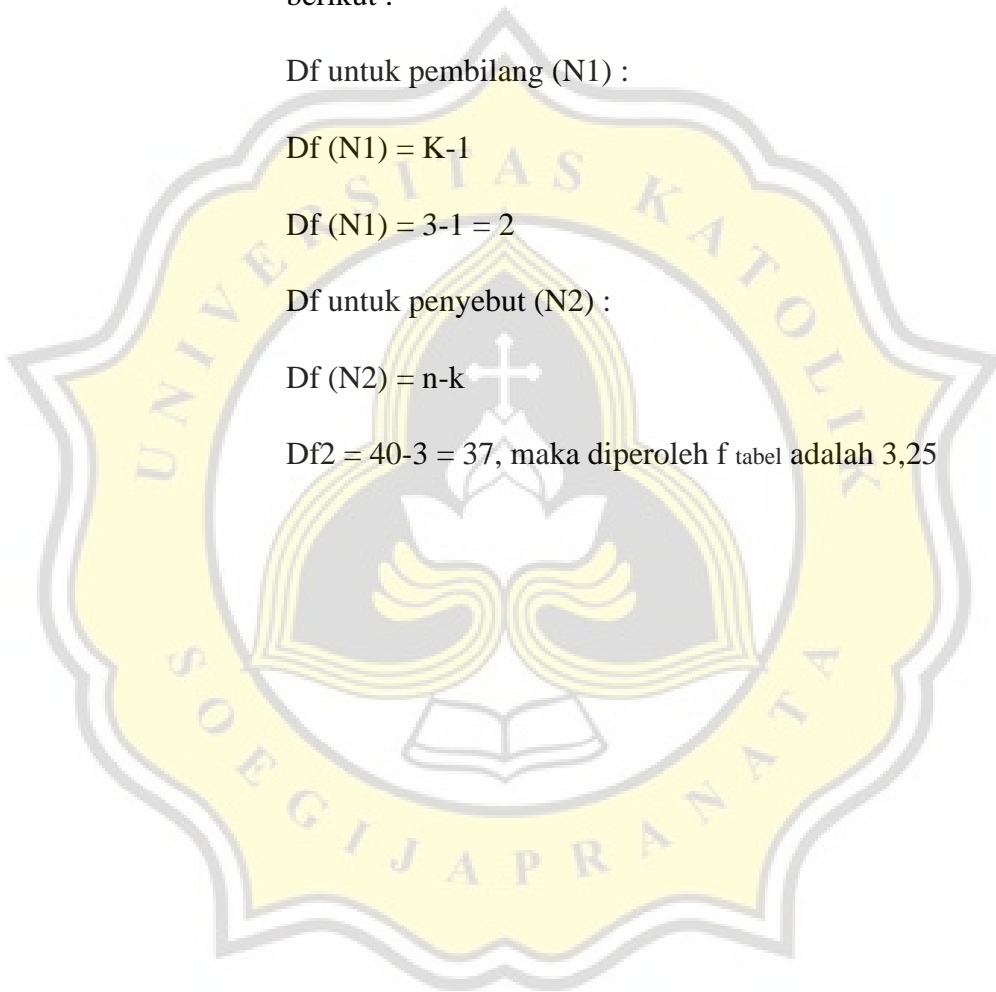 berikut :
Df untuk pembilang (N1) :
Df (N1) = K-1
Df (N1) = 3-1 = 2
Df untuk penyebut (N2) :
Df (N2) = n-k
Df2 = 40-3 = 37, maka diperoleh f tabel adalah 3,25
UNIVERSITAS KATOLIK
SOEGIJAPRANATA